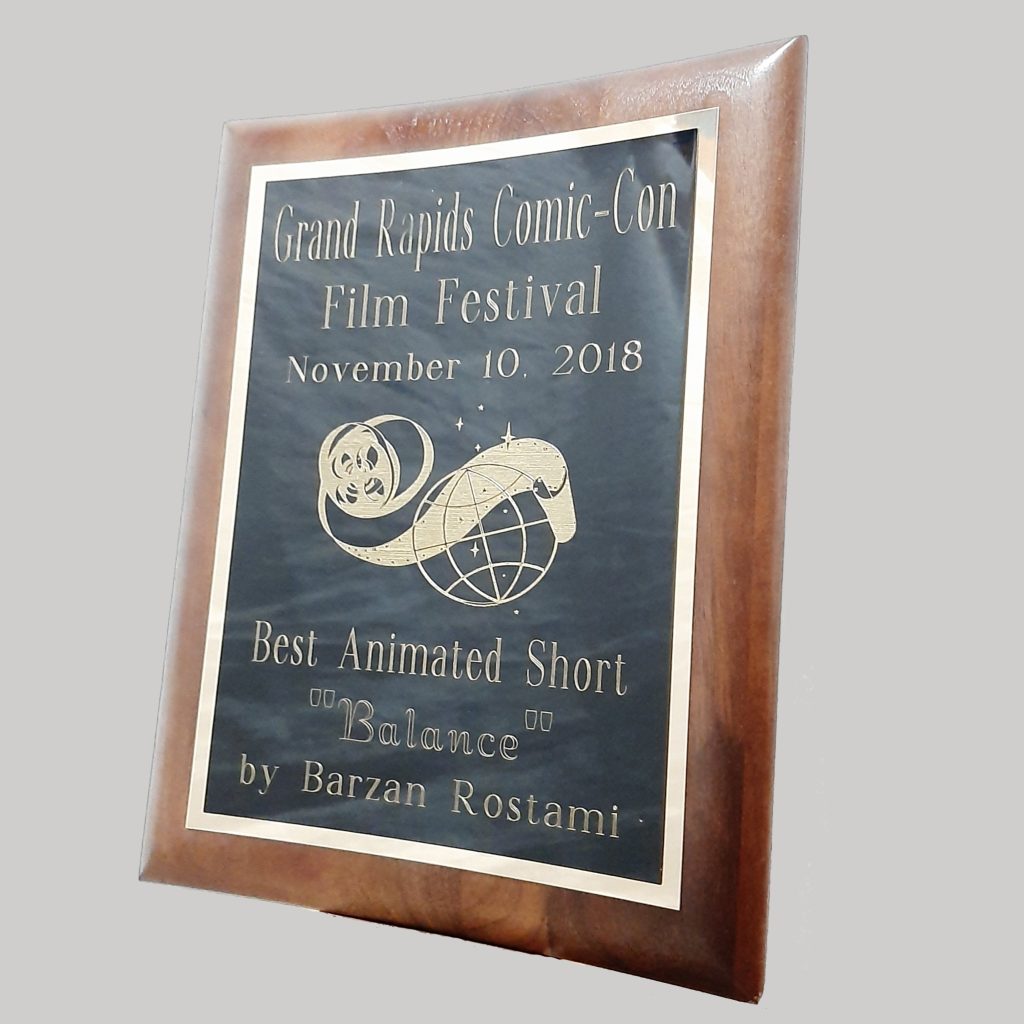 Grand Rapids Comic-Con
Film Festival
November 10, 2018
Best Animated Short
"Balance"
by Barzan Rostami